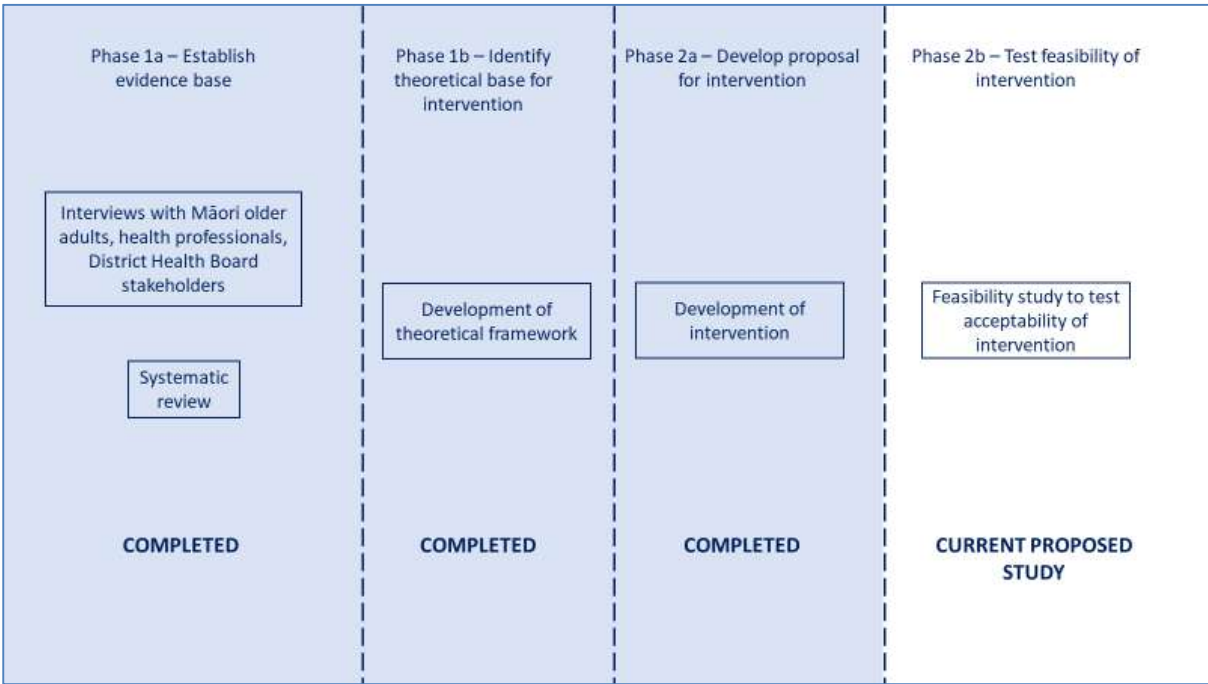 Phase 1a – Establish
evidence base
Interviews with Māori older
adults, health professionals,
District Health Board
stakeholders
Systematic
review
COMPLETED
Phase 1b – Identify
theoretical base for
intervention
Development of
theoretical framework
COMPLETED
Phase 2a – Develop proposal
for intervention
Development of
intervention
COMPLETED
Phase 2b – Test feasibility of
intervention
Feasibility study to test
acceptability of
intervention
CURRENT PROPOSED
STUDY